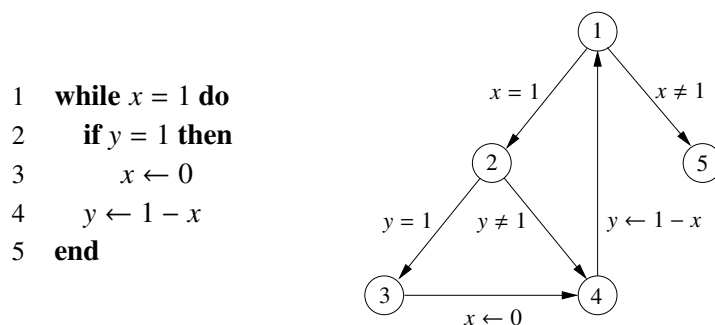 1 while x = 1 do
2 if y = 1 then
3 x ← 0
4 y ← 1 − x
5 end
1
x = 1
x ≠ 1
2
5
y = 1
y ≠ 1
y ← 1 − x
3
4
x ← 0